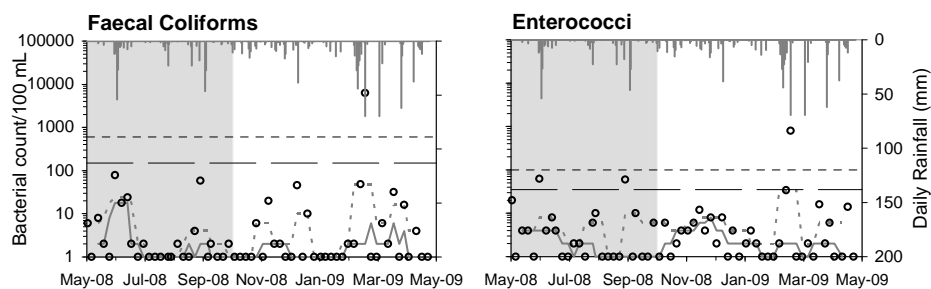 Faecal Coliforms
Enterococci
Bacterial count/100 mL
100000
10000
1000
100
10
1
May-08 Jul-08 Sep-08 Nov-08 Jan-09 Mar-09 May-09
May-08 Jul-08 Sep-08 Nov-08 Jan-09 Mar-09 May-09
0
50
100
150
200
Daily Rainfall (mm)